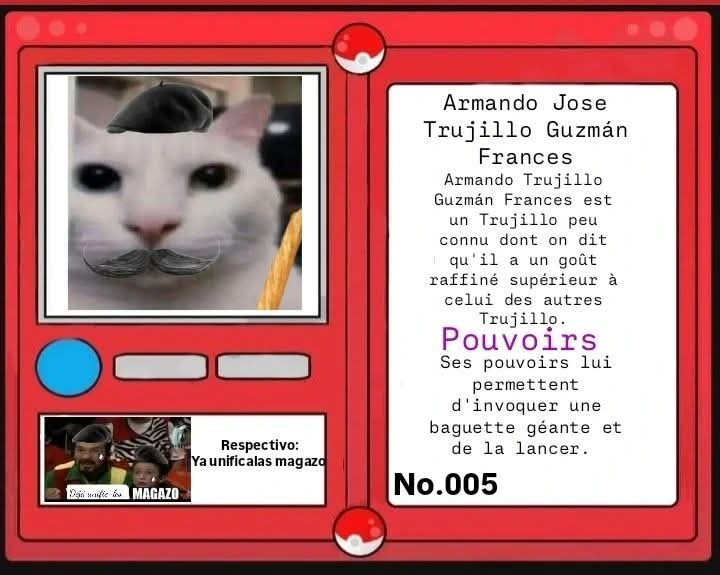 Armando Jose
Trujillo Guzmán
Frances
Armando Trujillo
Guzmán Frances est
un Trujillo peu
connu dont on dit
qu'il a un goût
raffiné supérieur à
celui des autres
Trujillo.
Pouvoirs
Ses pouvoirs lui
permettent
d'invoquer une
baguette géante et
de la lancer.
No.005
Respectivo:
Ya unificalas magazo
MAGAZO